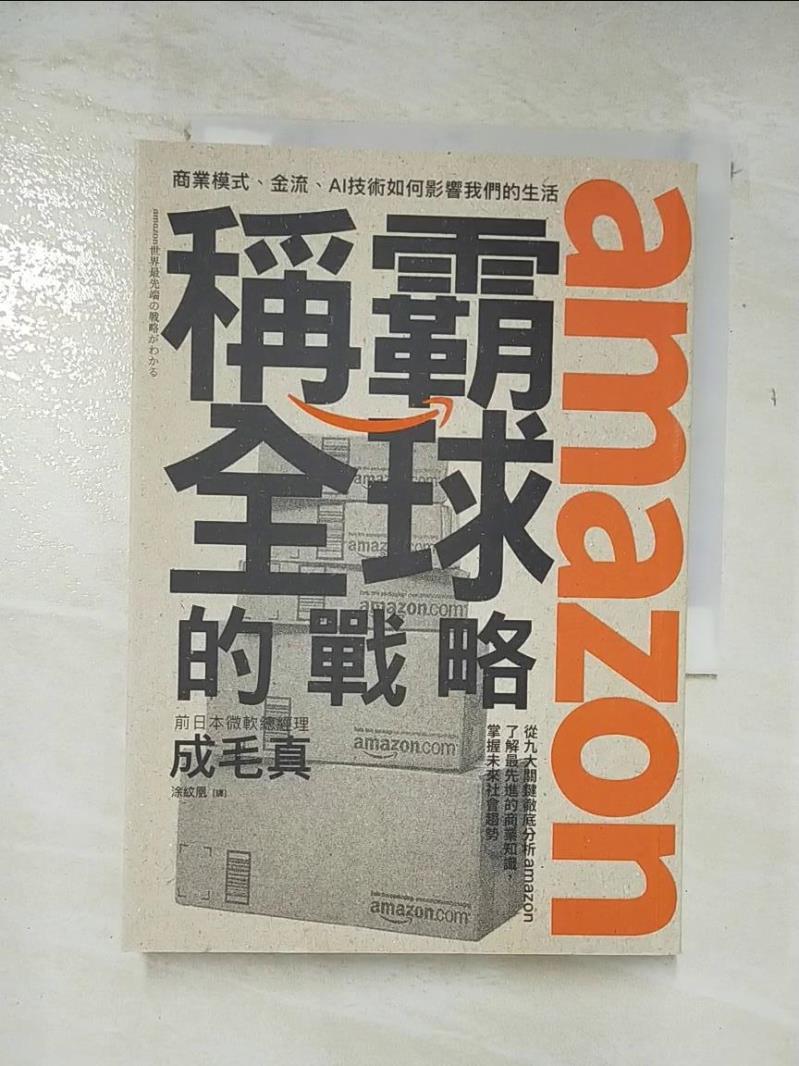 商業模式、金流、AI技術如何影響我們的生活
amazon
amazon世界最先端の戦略がわかる
稱霸
全球
的戰略
前日本微軟總經理
成毛真
涂紋凰［譯］
從九大關鍵徹底分析amazon
了解最先進的商業知識，
掌握未來社會趨勢
amazon.com
amazon.com
amazon.com
amazon.com
amazon.com